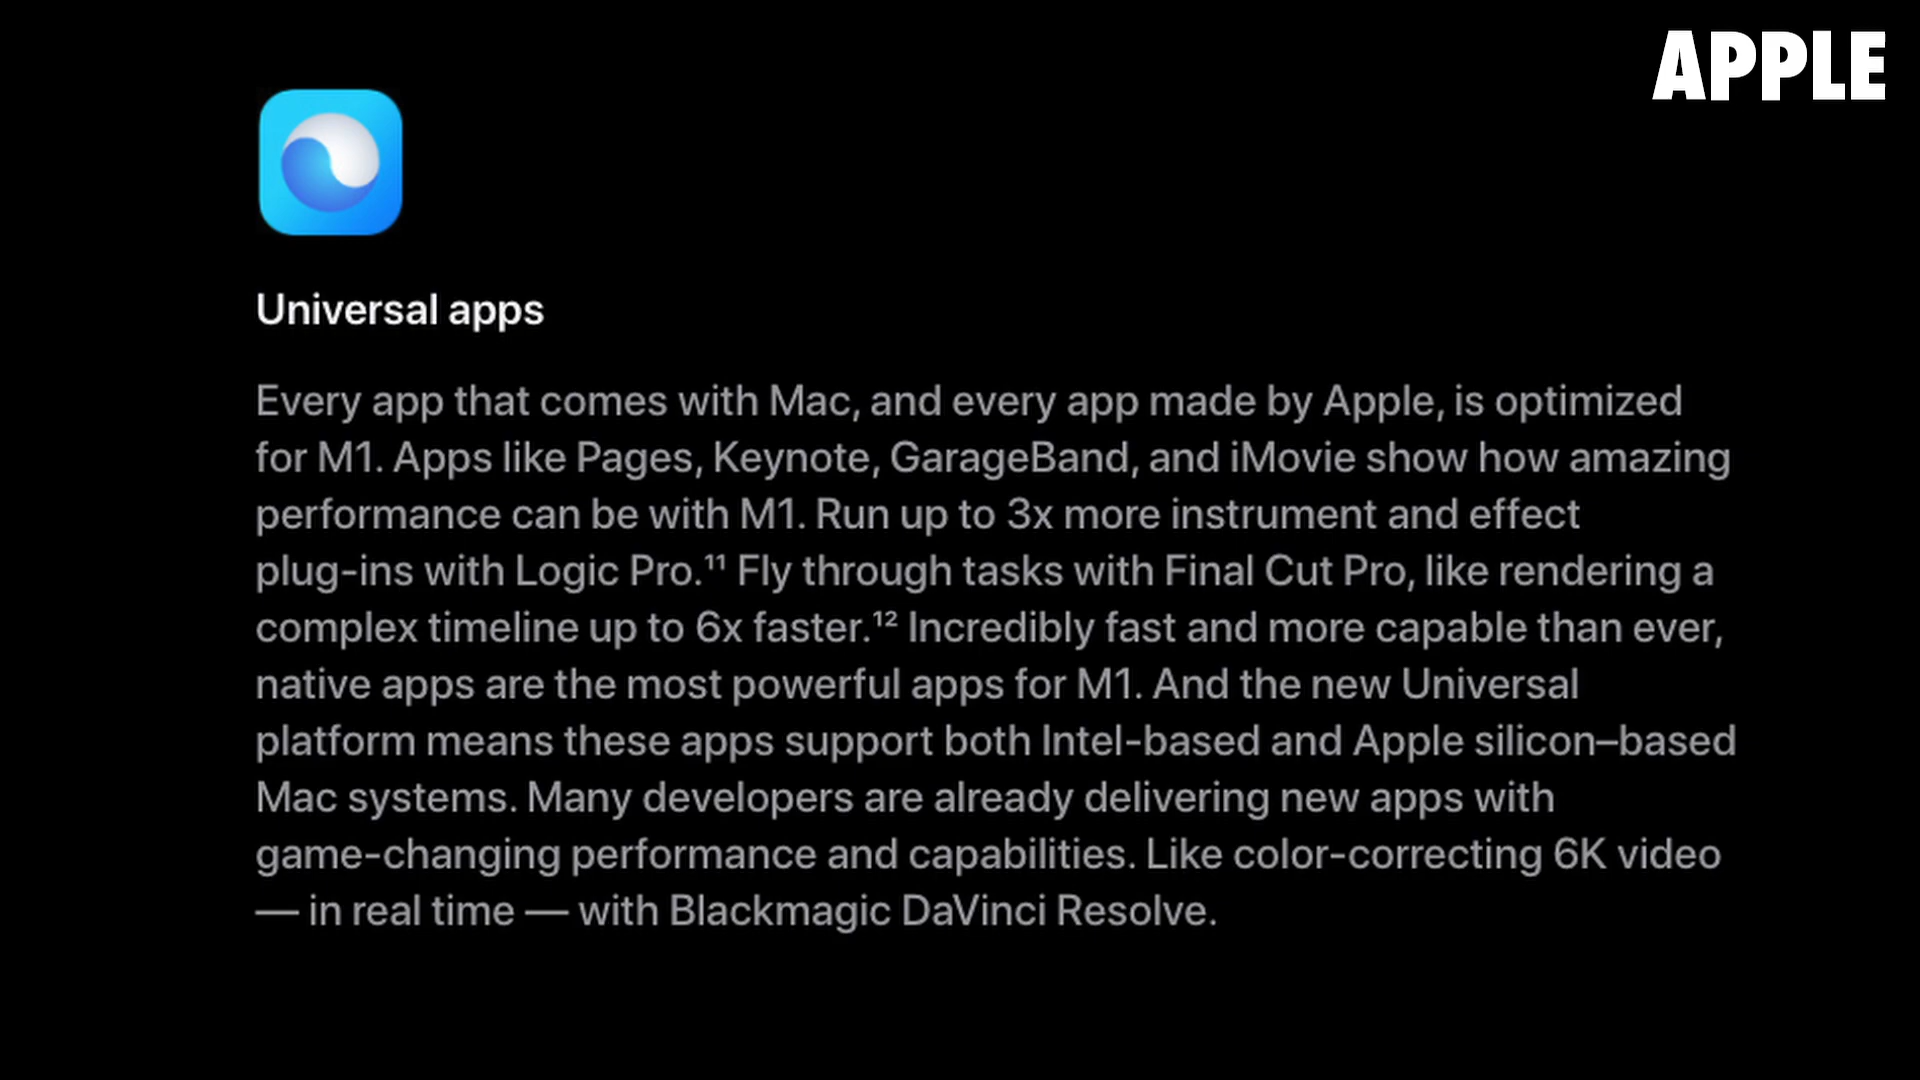 APPLE
Universal apps
Every app that comes with Mac, and every app made by Apple, is optimized
for M1. Apps like Pages, Keynote, GarageBand, and iMovie show how amazing
performance can be with M1. Run up to 3x more instrument and effect
plug-ins with Logic Pro.¹¹ Fly through tasks with Final Cut Pro, like rendering a
complex timeline up to 6x faster.¹² Incredibly fast and more capable than ever,
native apps are the most powerful apps for M1. And the new Universal
platform means these apps support both Intel-based and Apple silicon–based
Mac systems. Many developers are already delivering new apps with
game-changing performance and capabilities. Like color-correcting 6K video
— in real time — with Blackmagic DaVinci Resolve.